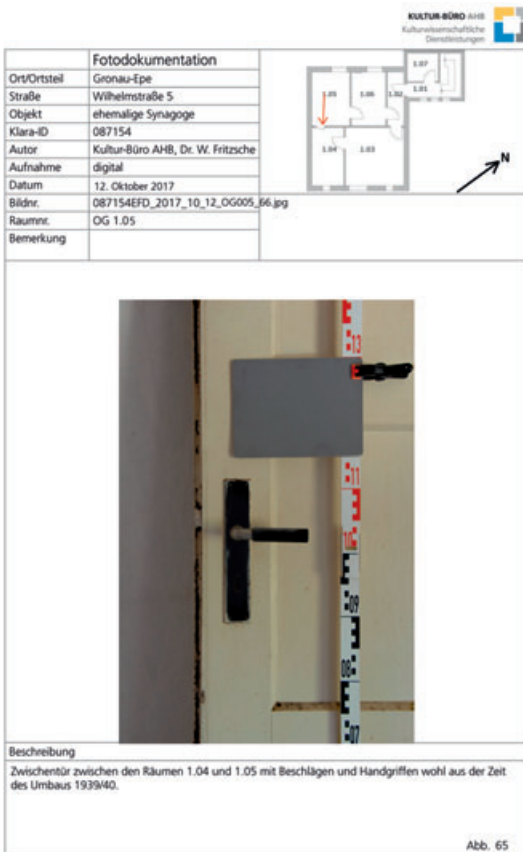 KULTUR-BÜRO AHB
Kulturwissenschaftliche
Dienstleistungen
Fotodokumentation
Ort/Ortsteil Gronau-Epe
Straße Wilhelmstraße 5
Objekt ehemalige Synagoge
Klara-ID 087154
Autor Kultur-Büro AHB, Dr. W. Fritzsche
Aufnahme digital
Datum 12. Oktober 2017
Bildnr. 087154EFD_2017_10_12_OG005_66.jpg
Raumnr. OG 1.05
Bemerkung
1.07
1.05 1.06 1.02 1.01
1.04 1.03
N
13
11
10
09
08
07
Beschreibung
Zwischentür zwischen den Räumen 1.04 und 1.05 mit Beschlägen und Handgriffen wohl aus der Zeit
des Umbaus 1939/40.
Abb. 65